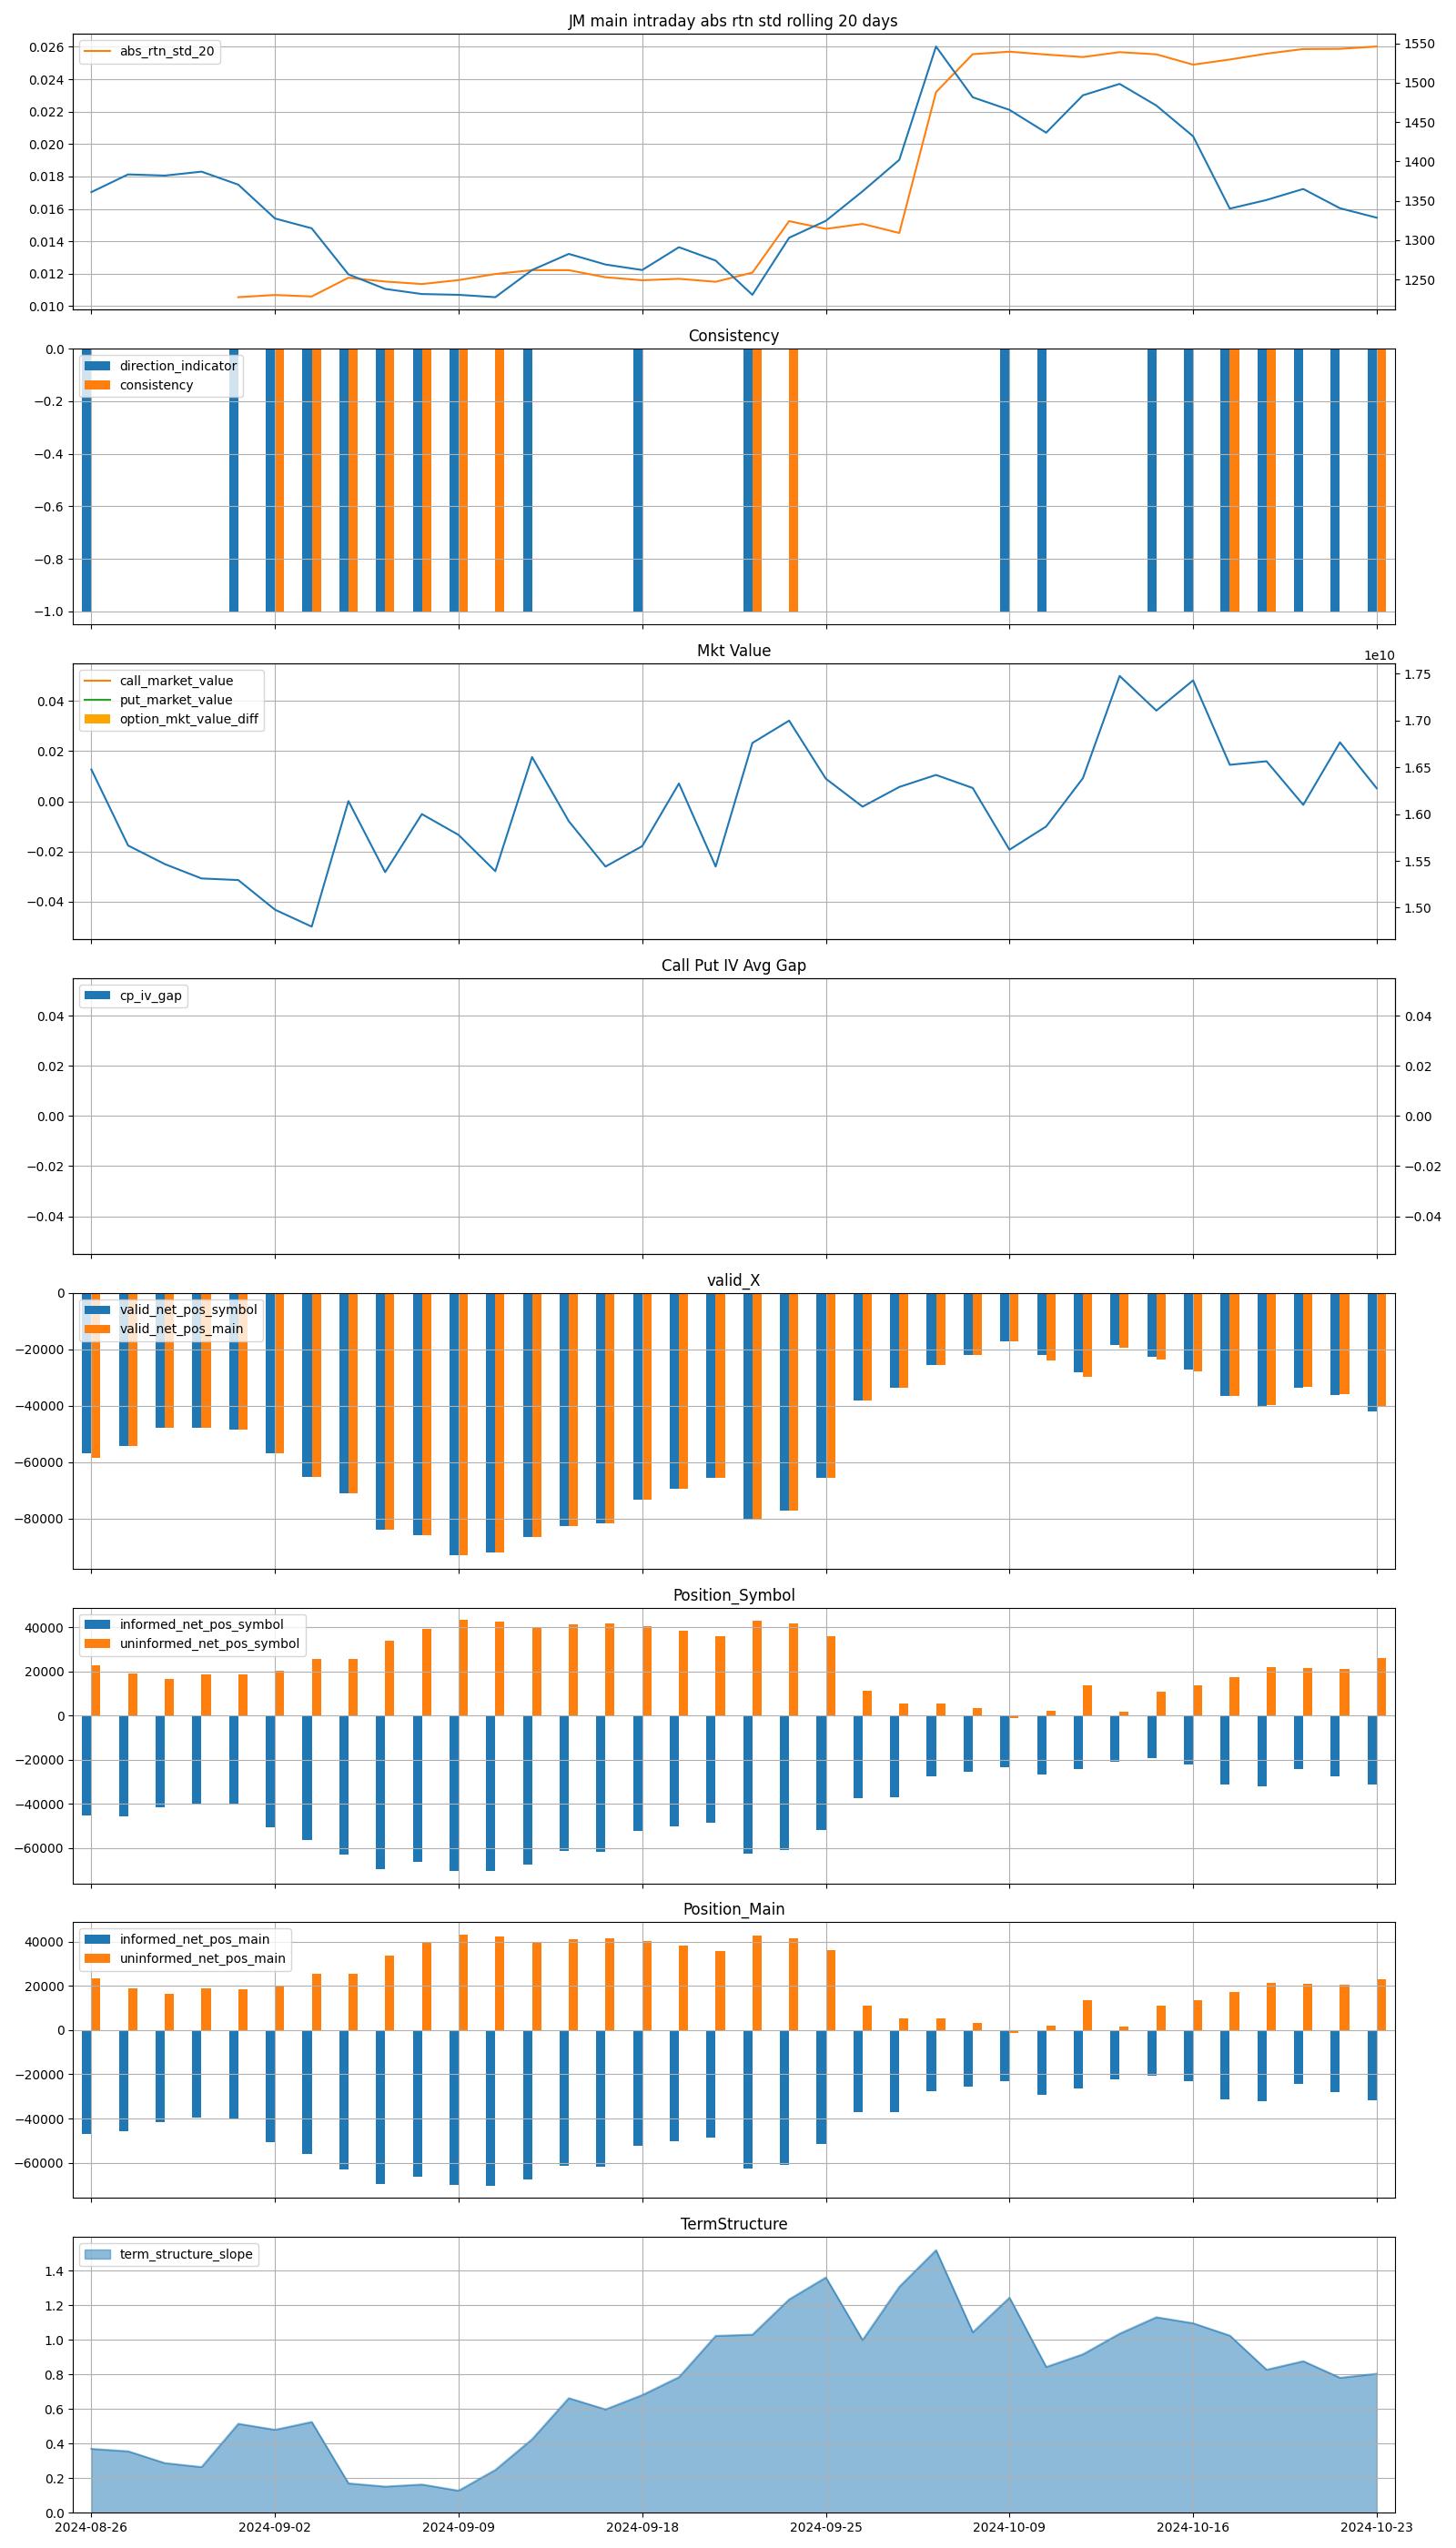 JM main intraday abs rtn std rolling 20 days
abs_rtn_std_20
0.026
0.024
0.022
0.020
0.018
0.016
0.014
0.012
0.010
1550
1500
1450
1400
1350
1300
1250
Consistency
direction_indicator
consistency
0.0
−0.2
−0.4
−0.6
−0.8
−1.0
Mkt Value
1e10
call_market_value
put_market_value
option_mkt_value_diff
0.04
0.02
0.00
−0.02
−0.04
1.75
1.70
1.65
1.60
1.55
1.50
Call Put IV Avg Gap
cp_iv_gap
0.04
0.02
0.00
−0.02
−0.04
0.04
0.02
0.00
−0.02
−0.04
valid_X
valid_net_pos_symbol
valid_net_pos_main
0
−20000
−40000
−60000
−80000
Position_Symbol
informed_net_pos_symbol
uninformed_net_pos_symbol
40000
20000
0
−20000
−40000
−60000
Position_Main
informed_net_pos_main
uninformed_net_pos_main
40000
20000
0
−20000
−40000
−60000
TermStructure
term_structure_slope
1.4
1.2
1.0
0.8
0.6
0.4
0.2
0.0
2024-08-26 2024-09-02 2024-09-09 2024-09-18 2024-09-25 2024-10-09 2024-10-16 2024-10-23